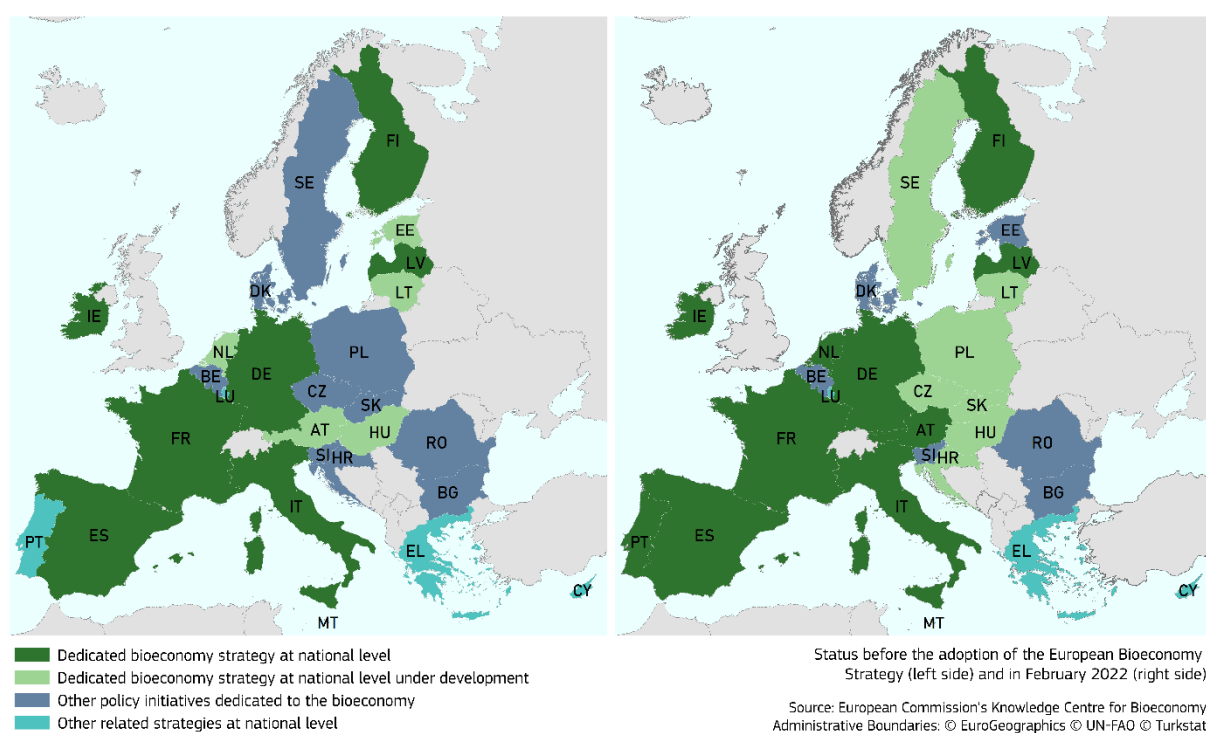 FI
SE
EE
LV
DK
LT
IE
NL
PL
BE
DE
LU
CZ
SK
FR
AT
HU
RO
SI
HR
BG
IT
PT
ES
EL
CY
MT
FI
SE
EE
LV
DK
LT
IE
NL
PL
BE
DE
LU
CZ
SK
FR
AT
HU
RO
SI
HR
BG
IT
PT
ES
EL
CY
MT
Dedicated bioeconomy strategy at national level
Dedicated bioeconomy strategy at national level under development
Other policy initiatives dedicated to the bioeconomy
Other related strategies at national level
Status before the adoption of the European Bioeconomy
Strategy (left side) and in February 2022 (right side)
Source: European Commission's Knowledge Centre for Bioeconomy
Administrative Boundaries: © EuroGeographics © UN-FAO © Turkstat